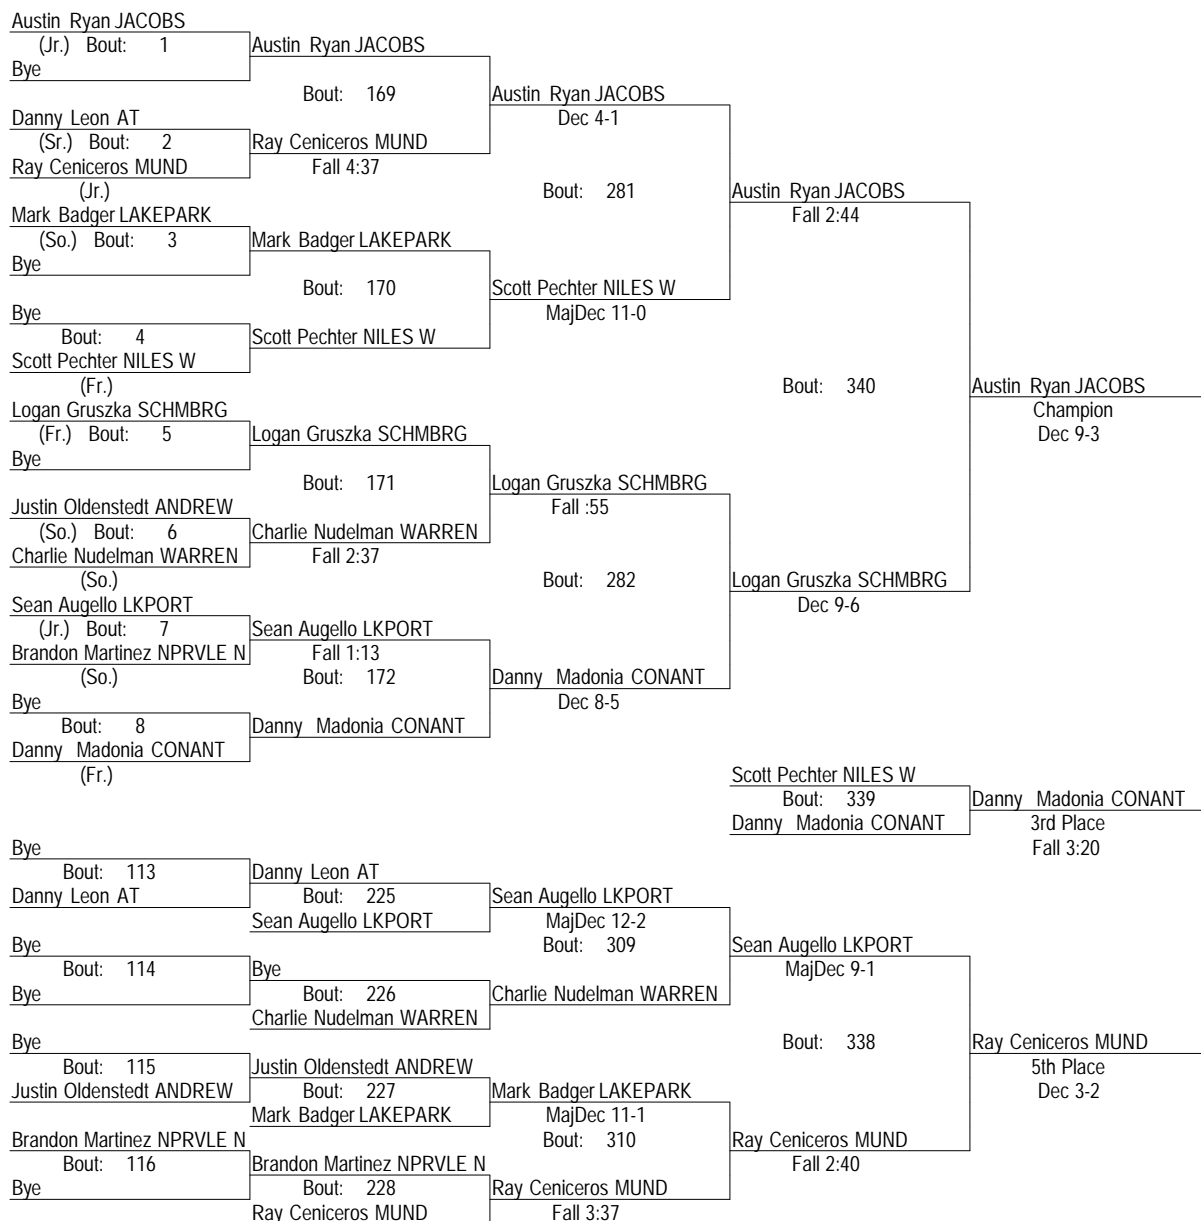 Austin Ryan JACOBS
(Jr.) Bout: 1
Bye
Austin Ryan JACOBS
Bout: 169
Danny Leon AT
(Sr.) Bout: 2
Ray Ceniceros MUND
(Jr.)
Ray Ceniceros MUND
Fall 4:37
Austin Ryan JACOBS
Dec 4-1
Bout: 281
Mark Badger LAKEPARK
(So.) Bout: 3
Bye
Mark Badger LAKEPARK
Bout: 170
Bye
Bout: 4
Scott Pechter NILES W
(Fr.)
Scott Pechter NILES W
Scott Pechter NILES W
MajDec 11-0
Austin Ryan JACOBS
Fall 2:44
Bout: 340
Austin Ryan JACOBS
Champion
Dec 9-3
Logan Gruszka SCHMBRG
(Fr.) Bout: 5
Bye
Logan Gruszka SCHMBRG
Bout: 171
Justin Oldenstedt ANDREW
(So.) Bout: 6
Charlie Nudelman WARREN
(So.)
Charlie Nudelman WARREN
Fall 2:37
Logan Gruszka SCHMBRG
Fall :55
Bout: 282
Logan Gruszka SCHMBRG
Dec 9-6
Sean Augello LKPORT
(Jr.) Bout: 7
Brandon Martinez NPRVLE N
(So.)
Sean Augello LKPORT
Fall 1:13
Bout: 172
Bye
Bout: 8
Danny Madonia CONANT
(Fr.)
Danny Madonia CONANT
Danny Madonia CONANT
Dec 8-5
Scott Pechter NILES W
Bout: 339
Danny Madonia CONANT
Danny Madonia CONANT
3rd Place
Fall 3:20
Bye
Bout: 113
Danny Leon AT
Danny Leon AT
Bout: 225
Sean Augello LKPORT
Sean Augello LKPORT
MajDec 12-2
Bout: 309
Bye
Bout: 114
Bye
Bye
Bout: 226
Charlie Nudelman WARREN
Charlie Nudelman WARREN
Sean Augello LKPORT
MajDec 9-1
Bout: 338
Ray Ceniceros MUND
5th Place
Dec 3-2
Bye
Bout: 115
Justin Oldenstedt ANDREW
Justin Oldenstedt ANDREW
Bout: 227
Mark Badger LAKEPARK
Mark Badger LAKEPARK
MajDec 11-1
Bout: 310
Brandon Martinez NPRVLE N
Bout: 116
Bye
Brandon Martinez NPRVLE N
Bout: 228
Ray Ceniceros MUND
Ray Ceniceros MUND
Fall 3:37
Ray Ceniceros MUND
Fall 2:40